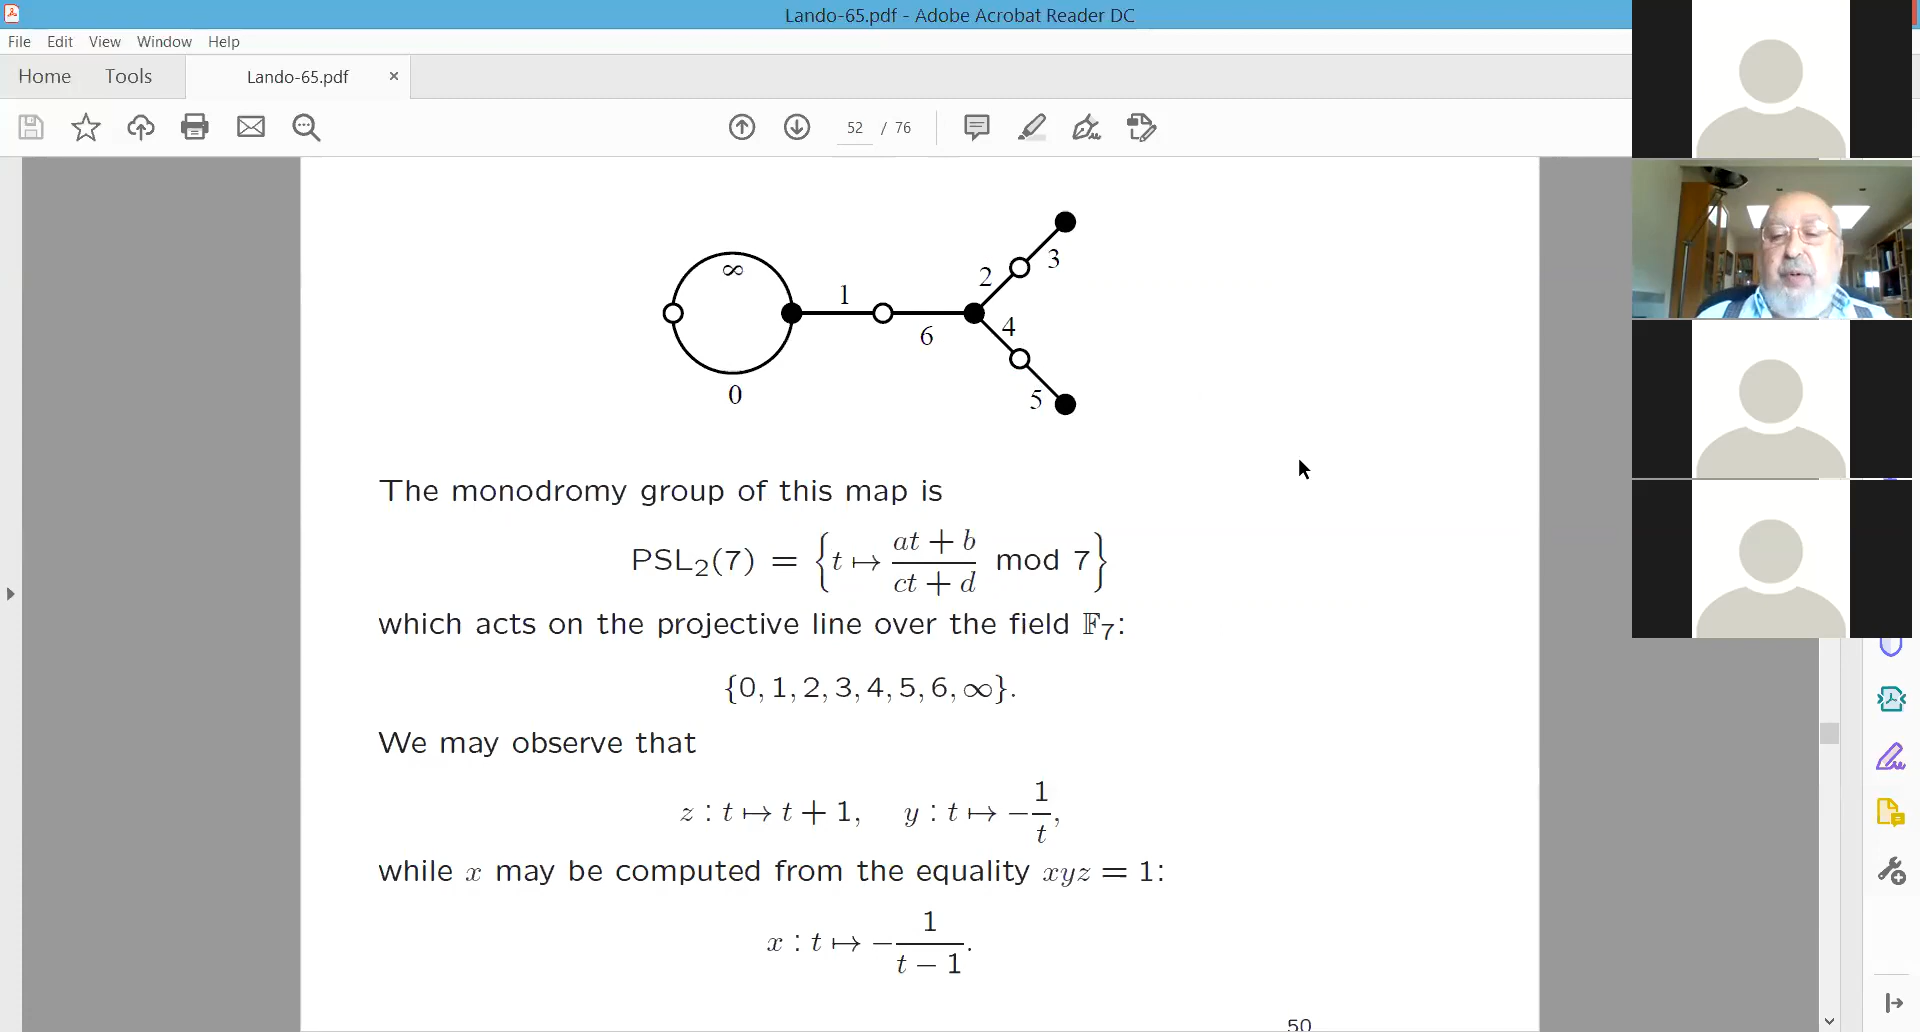 Lando-65.pdf - Adobe Acrobat Reader DC
File Edit View Window Help
Home Tools Lando-65.pdf ×
52 / 76
∞
0
1
6
2
3
4
5
The monodromy group of this map is
PSL₂(7) = { t ↦ (at + b)/(ct + d) mod 7 }
which acts on the projective line over the field 𝔽₇:
{0, 1, 2, 3, 4, 5, 6, ∞}.
We may observe that
z : t ↦ t + 1, y : t ↦ −1/t,
while x may be computed from the equality xyz = 1:
x : t ↦ −1/(t − 1).
50